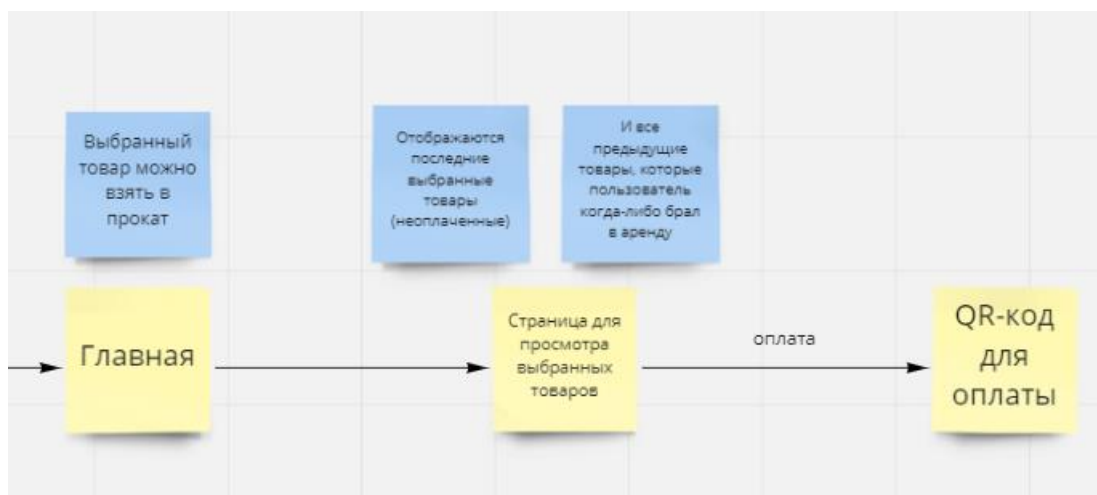 Выбранный
товар можно
взять в
прокат
Отображаются
последние
выбранные
товары
(неоплаченные)
И все
предыдущие
товары, которые
пользователь
когда-либо брал
в аренду
Главная
Страница для
просмотра
выбранных
товаров
оплата
QR-код
для
оплаты